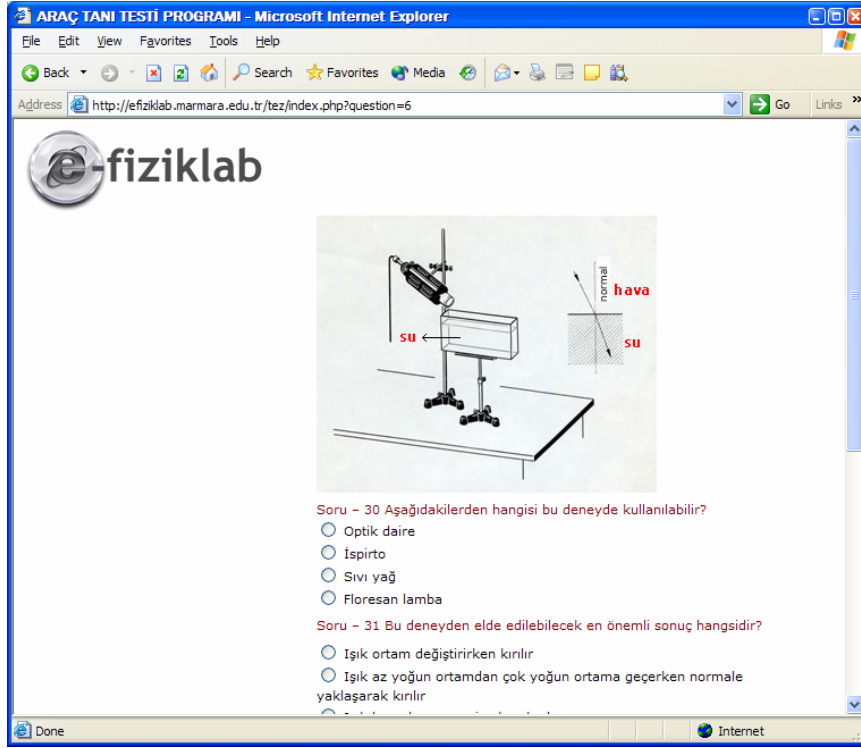 ARAÇ TANI TESTİ PROGRAMI - Microsoft Internet Explorer
File Edit View Favorites Tools Help
Back Search Favorites Media
Address http://efiziklab.marmara.edu.tr/tez/index.php?question=6 Go Links »
e-fiziklab
normal
hava
su
su
Soru – 30 Aşağıdakilerden hangisi bu deneyde kullanılabilir?
Optik daire
İspirto
Sıvı yağ
Floresan lamba
Soru – 31 Bu deneyden elde edilebilecek en önemli sonuç hangsidir?
Işık ortam değiştirirken kırılır
Işık az yoğun ortamdan çok yoğun ortama geçerken normale
yaklaşarak kırılır
Done Internet